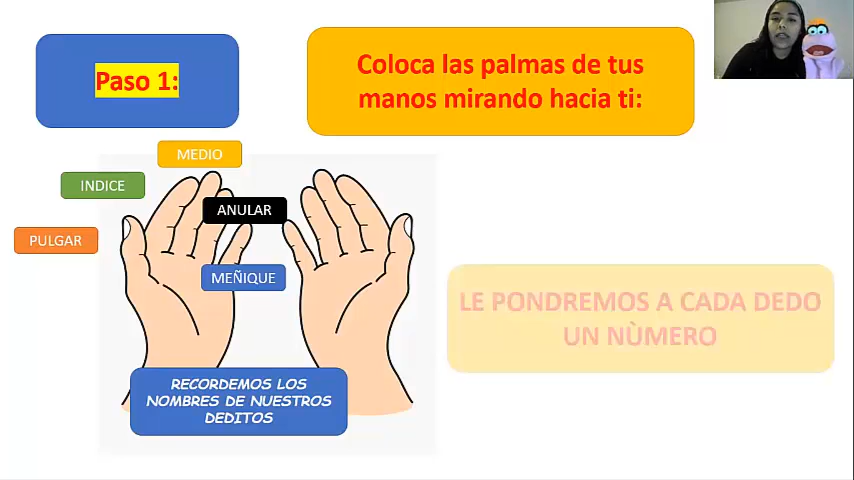 Paso 1:
Coloca las palmas de tus
manos mirando hacia ti:
MEDIO
INDICE
ANULAR
PULGAR
MEÑIQUE
LE PONDREMOS A CADA DEDO
UN NÙMERO
RECORDEMOS LOS
NOMBRES DE NUESTROS
DEDITOS